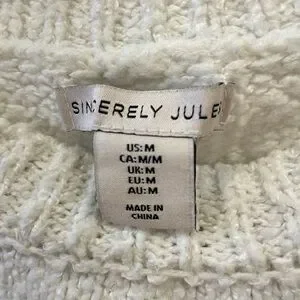 SINCERELY JULES
US:M
CA:M/M
UK:M
EU:M
AU:M
MADE IN
CHINA